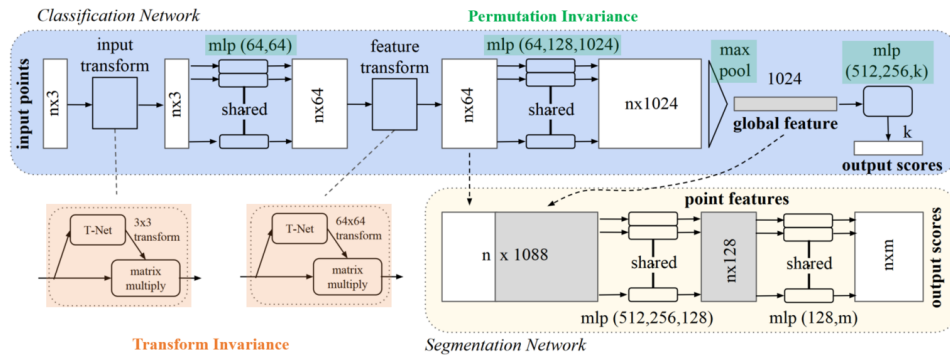 Classification Network
Permutation Invariance
input points
nx3
input
transform
nx3
mlp (64,64)
shared
nx64
feature
transform
nx64
mlp (64,128,1024)
shared
nx1024
max
pool
1024
global feature
mlp
(512,256,k)
k
output scores
T-Net
3x3
transform
matrix
multiply
T-Net
64x64
transform
matrix
multiply
Transform Invariance
point features
n x 1088
shared
mlp (512,256,128)
nx128
shared
mlp (128,m)
nxm
output scores
Segmentation Network